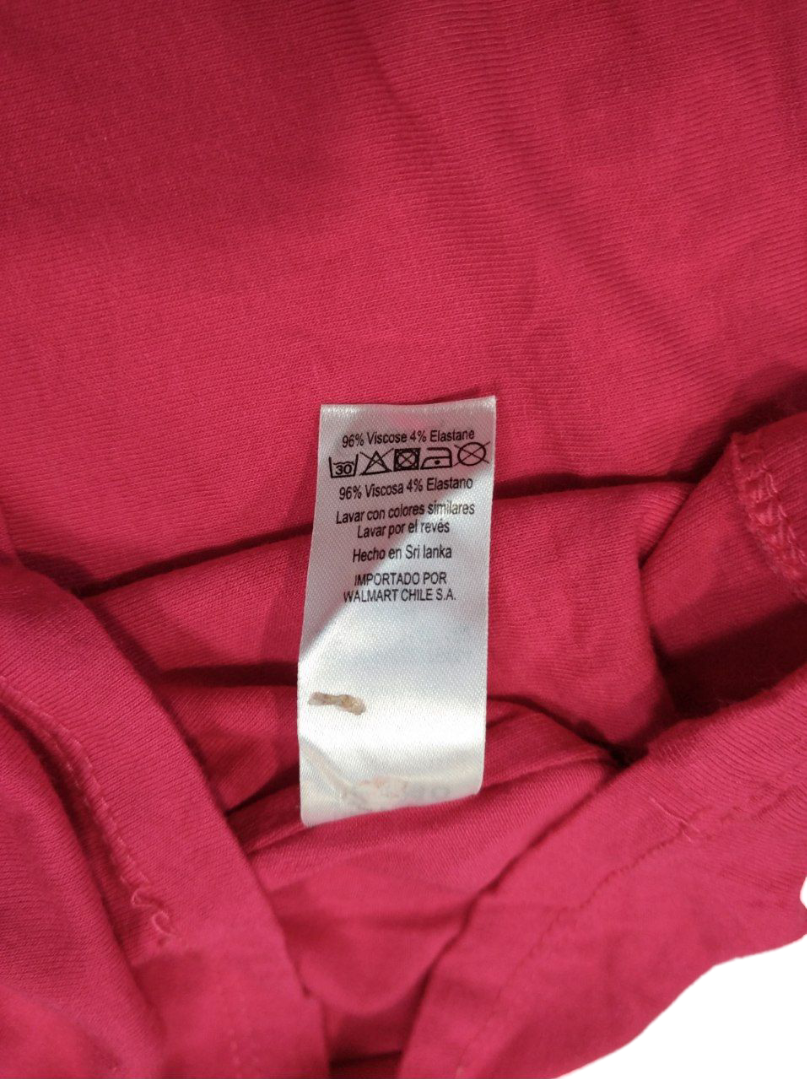 96% Viscose 4% Elastane
30
96% Viscosa 4% Elastano
Lavar con colores similares
Lavar por el revés
Hecho en Sri lanka
IMPORTADO POR
WALMART CHILE S.A.